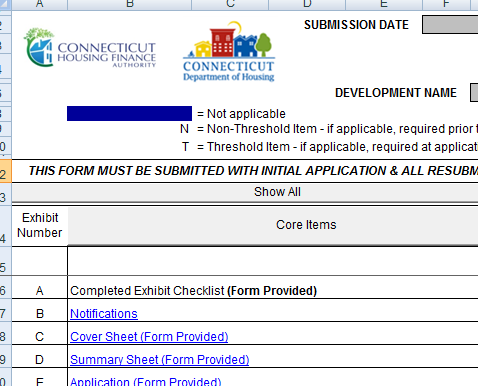 A B C D E F
SUBMISSION DATE
CONNECTICUT
HOUSING FINANCE
AUTHORITY
CONNECTICUT
Department of Housing
DEVELOPMENT NAME
= Not applicable
N = Non-Threshold Item - if applicable, required prior
T = Threshold Item - if applicable, required at
THIS FORM MUST BE SUBMITTED WITH INITIAL APPLICATION & ALL
Show All
Exhibit Number Core Items
A Completed Exhibit Checklist (Form Provided)
B Notifications
C Cover Sheet (Form Provided)
D Summary Sheet (Form Provided)
E Application (Form Provided)